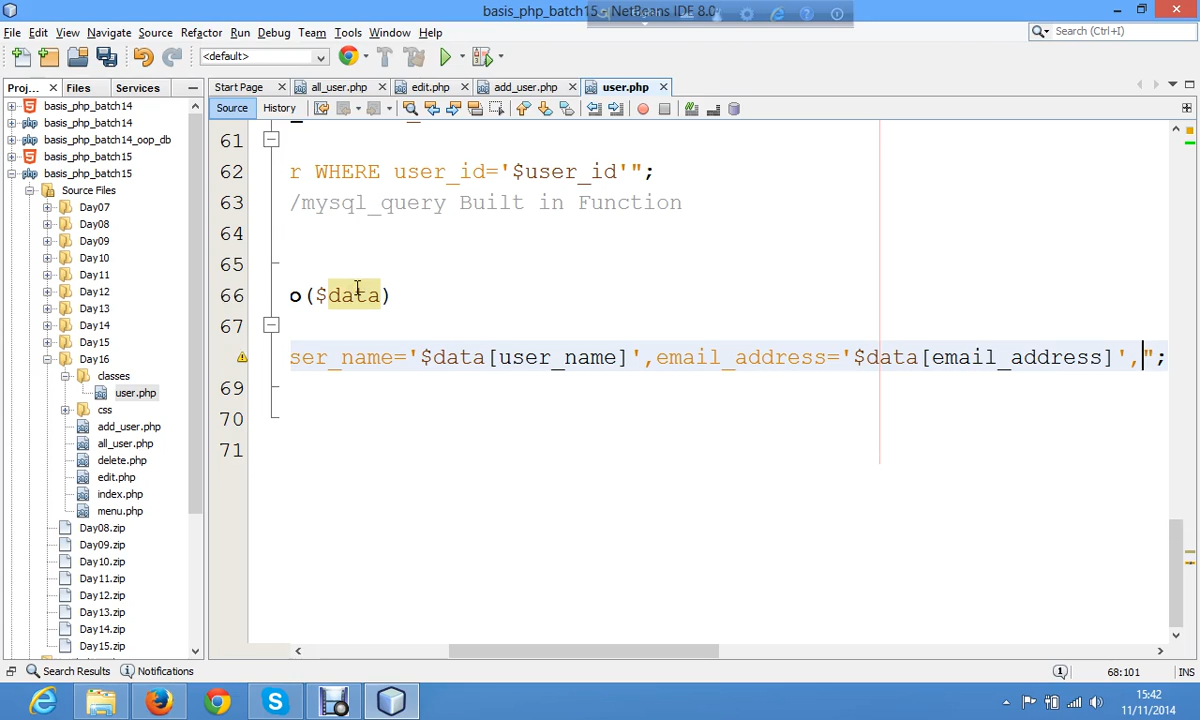 basis_php_batch15 - NetBeans IDE 8.0
File Edit View Navigate Source Refactor Run Debug Team Tools Window Help
Search (Ctrl+I)
<default>
Proj... Files Services
Start Page all_user.php edit.php add_user.php user.php
Source History
basis_php_batch14
basis_php_batch14
basis_php_batch14_oop_db
basis_php_batch15
basis_php_batch15
Source Files
Day07
Day08
Day09
Day10
Day11
Day12
Day13
Day14
Day15
Day16
classes
user.php
css
add_user.php
all_user.php
delete.php
edit.php
index.php
menu.php
Day08.zip
Day09.zip
Day10.zip
Day11.zip
Day12.zip
Day13.zip
Day14.zip
Day15.zip
61
62 r WHERE user_id='$user_id'";
63 /mysql_query Built in Function
64
65
66 o($data)
67
ser_name='$data[user_name]',email_address='$data[email_address]',";
69
70
71
Search Results Notifications
68:101 INS
15:42
11/11/2014